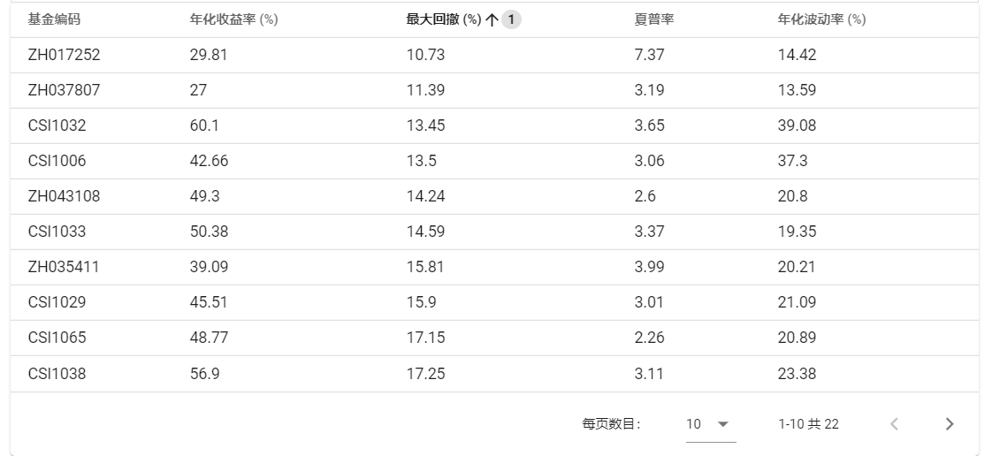 基金编码 年化收益率 (%) 最大回撤 (%) ↑ 1 夏普率 年化波动率 (%)
ZH017252 29.81 10.73 7.37 14.42
ZH037807 27 11.39 3.19 13.59
CSI1032 60.1 13.45 3.65 39.08
CSI1006 42.66 13.5 3.06 37.3
ZH043108 49.3 14.24 2.6 20.8
CSI1033 50.38 14.59 3.37 19.35
ZH035411 39.09 15.81 3.99 20.21
CSI1029 45.51 15.9 3.01 21.09
CSI1065 48.77 17.15 2.26 20.89
CSI1038 56.9 17.25 3.11 23.38
每页数目： 10 1-10 共 22